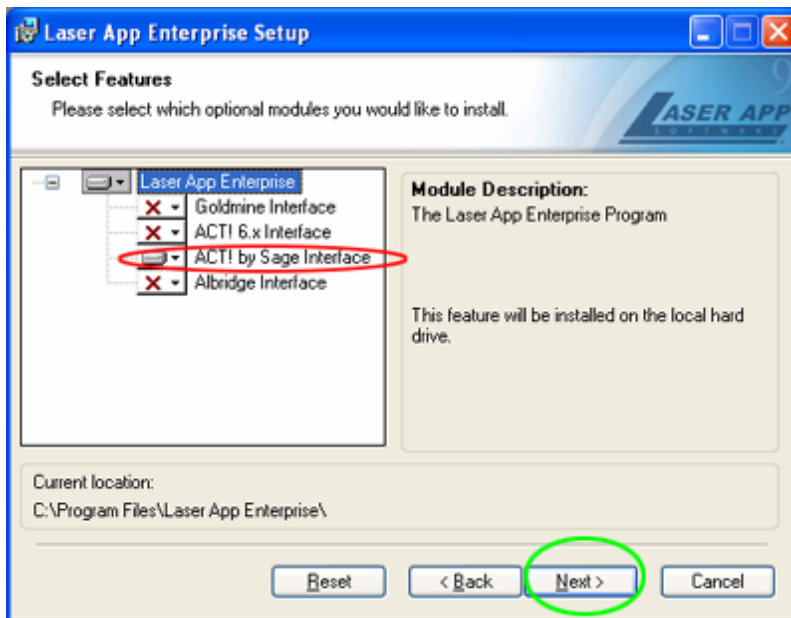 Laser App Enterprise Setup
Select Features
Please select which optional modules you would like to install.
9
LASER APP
SOFTWARE
Laser App Enterprise
Goldmine Interface
ACT! 6.x Interface
ACT! by Sage Interface
Albridge Interface
Module Description:
The Laser App Enterprise Program
This feature will be installed on the local hard
drive.
Current location:
C:\Program Files\Laser App Enterprise\
Reset
< Back
Next >
Cancel